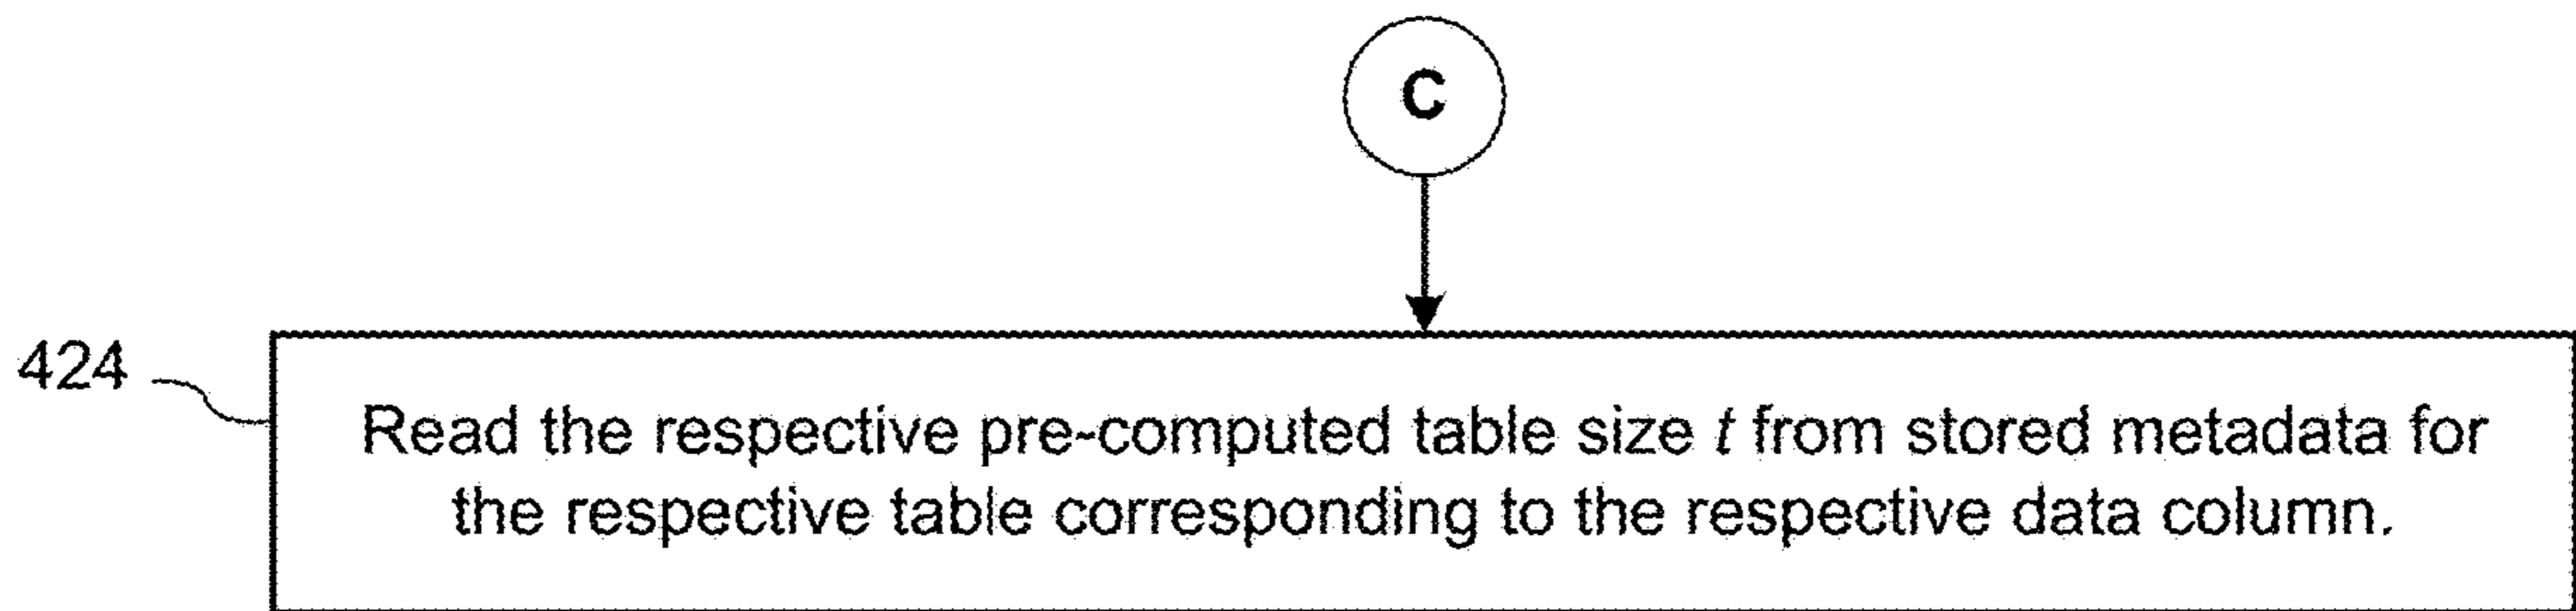 C
424
Read the respective pre-computed table size t from stored metadata for
the respective table corresponding to the respective data column.